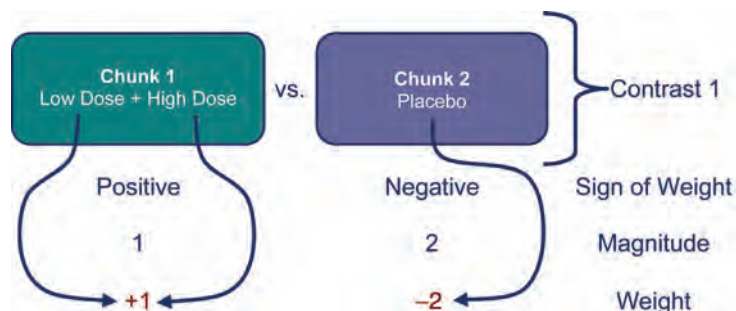 Chunk 1
Low Dose + High Dose
vs.
Chunk 2
Placebo
Contrast 1
Positive
Negative
Sign of Weight
1
2
Magnitude
+1
–2
Weight